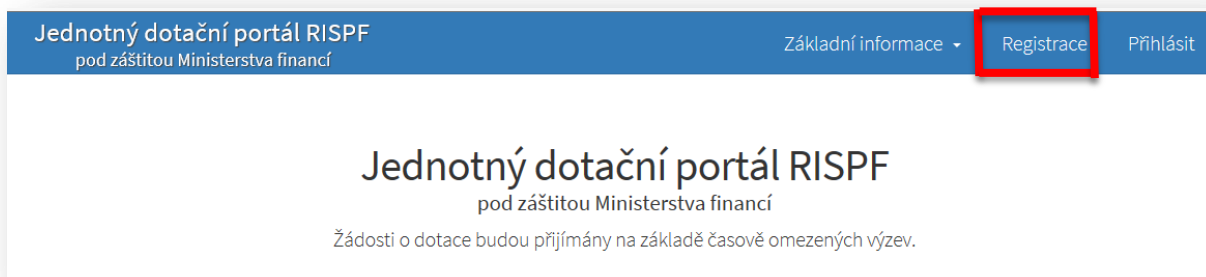 Jednotný dotační portál RISPF
pod záštitou Ministerstva financí
Základní informace Registrace Přihlásit
Jednotný dotační portál RISPF
pod záštitou Ministerstva financí
Žádosti o dotace budou přijímány na základě časově omezených výzev.